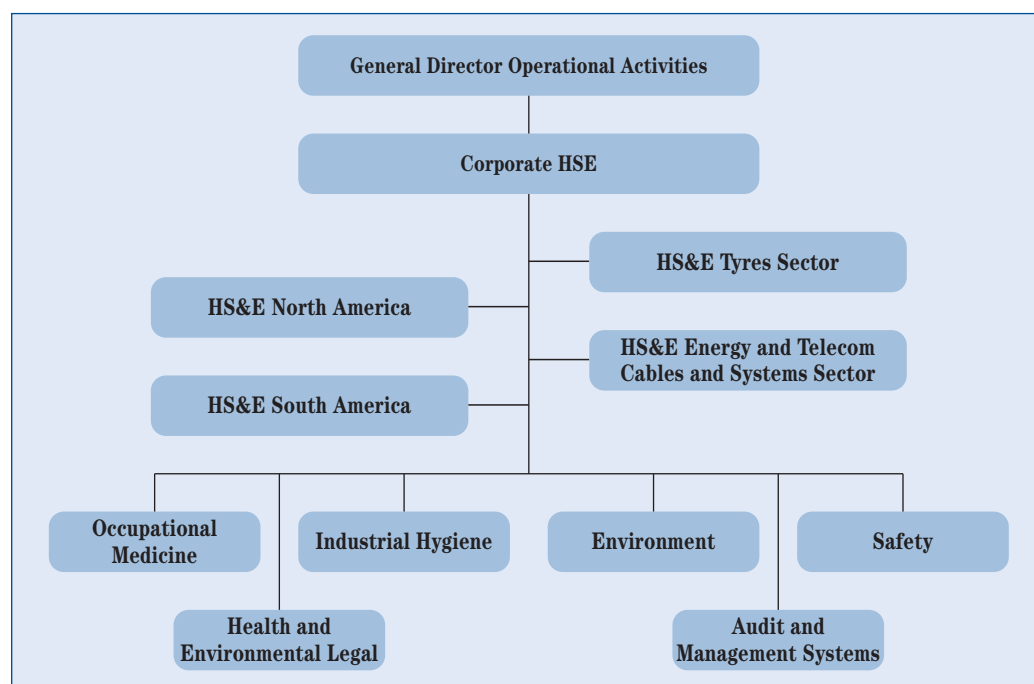 General Director Operational Activities
Corporate HSE
HS&E Tyres Sector
HS&E North America
HS&E Energy and Telecom
Cables and Systems Sector
HS&E South America
Occupational
Medicine
Industrial Hygiene
Environment
Safety
Health and
Environmental Legal
Audit and
Management Systems